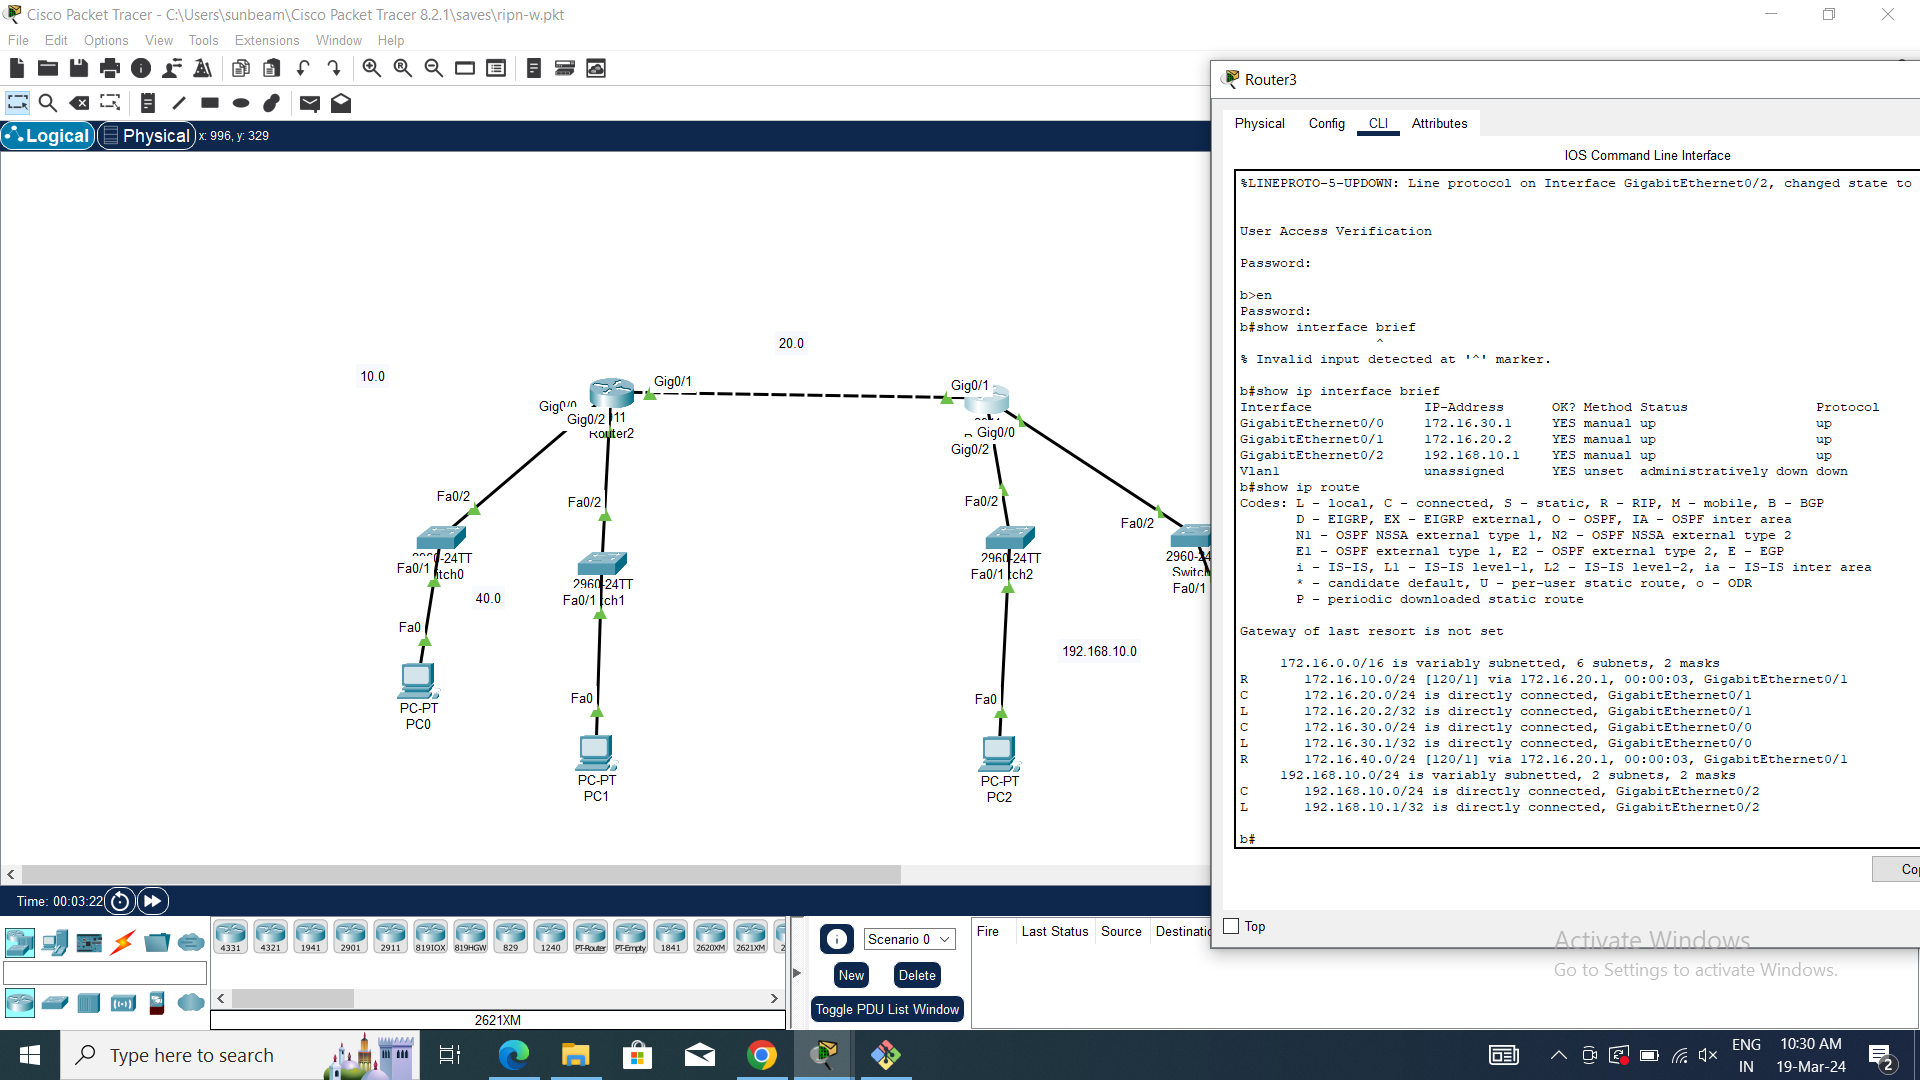 Cisco Packet Tracer - C:\Users\sunbeam\Cisco Packet Tracer 8.2.1\saves\ripn-w.pkt
File Edit Options View Tools Extensions Window Help
Logical Physical x: 996, y: 329
10.0
20.0
Gig0/1
Gig0/1
Gig0/0
Gig0/2
Router2
Gig0/0
Gig0/2
Fa0/2
Fa0/2
Fa0/2
Fa0/2
2960-24TT
Fa0/1
40.0
2960-24TT
Fa0/1
2960-24TT
Fa0/1
2960-24
Switch
Fa0/1
Fa0
192.168.10.0
Fa0
Fa0
PC-PT
PC0
PC-PT
PC1
PC-PT
PC2
Router3
Physical Config CLI Attributes
IOS Command Line Interface
%LINEPROTO-5-UPDOWN: Line protocol on Interface GigabitEthernet0/2, changed state to
User Access Verification
Password:
b>en
Password:
b#show interface brief
^
% Invalid input detected at '^' marker.
b#show ip interface brief
Interface IP-Address OK? Method Status Protocol
GigabitEthernet0/0 172.16.30.1 YES manual up up
GigabitEthernet0/1 172.16.20.2 YES manual up up
GigabitEthernet0/2 192.168.10.1 YES manual up up
Vlan1 unassigned YES unset administratively down down
b#show ip route
Codes: L - local, C - connected, S - static, R - RIP, M - mobile, B - BGP
D - EIGRP, EX - EIGRP external, O - OSPF, IA - OSPF inter area
N1 - OSPF NSSA external type 1, N2 - OSPF NSSA external type 2
E1 - OSPF external type 1, E2 - OSPF external type 2, E - EGP
i - IS-IS, L1 - IS-IS level-1, L2 - IS-IS level-2, ia - IS-IS inter area
* - candidate default, U - per-user static route, o - ODR
P - periodic downloaded static route
Gateway of last resort is not set
172.16.0.0/16 is variably subnetted, 6 subnets, 2 masks
R 172.16.10.0/24 [120/1] via 172.16.20.1, 00:00:03, GigabitEthernet0/1
C 172.16.20.0/24 is directly connected, GigabitEthernet0/1
L 172.16.20.2/32 is directly connected, GigabitEthernet0/1
C 172.16.30.0/24 is directly connected, GigabitEthernet0/0
L 172.16.30.1/32 is directly connected, GigabitEthernet0/0
R 172.16.40.0/24 [120/1] via 172.16.20.1, 00:00:03, GigabitEthernet0/1
192.168.10.0/24 is variably subnetted, 2 subnets, 2 masks
C 192.168.10.0/24 is directly connected, GigabitEthernet0/2
L 192.168.10.1/32 is directly connected, GigabitEthernet0/2
b#
Top
Time: 00:03:22
4331 4321 1941 2901 2911 819IOX 819HGW 829 1240 PT-Router PT-Empty 1841 2620XM 2621XM
2621XM
Scenario 0
New Delete
Toggle PDU List Window
Fire Last Status Source
Activate Windows
Go to Settings to activate Windows.
Type here to search
ENG
IN
10:30 AM
19-Mar-24
2